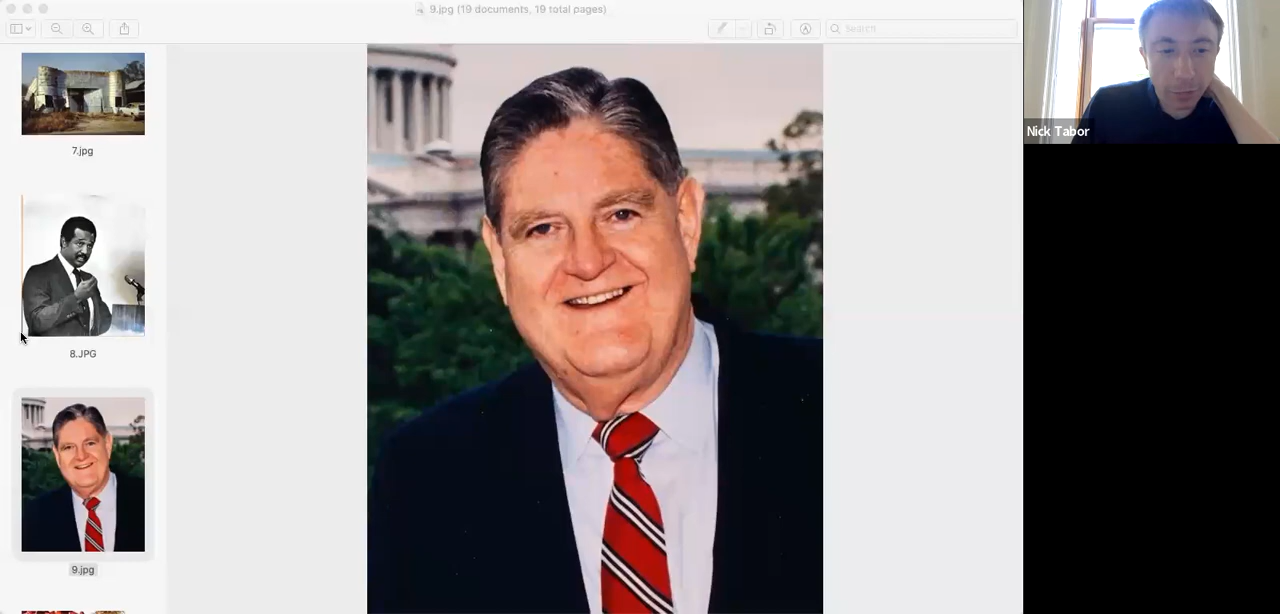 9.jpg (19 documents, 19 total pages)
Search
7.jpg
8.JPG
9.jpg
Nick Tabor